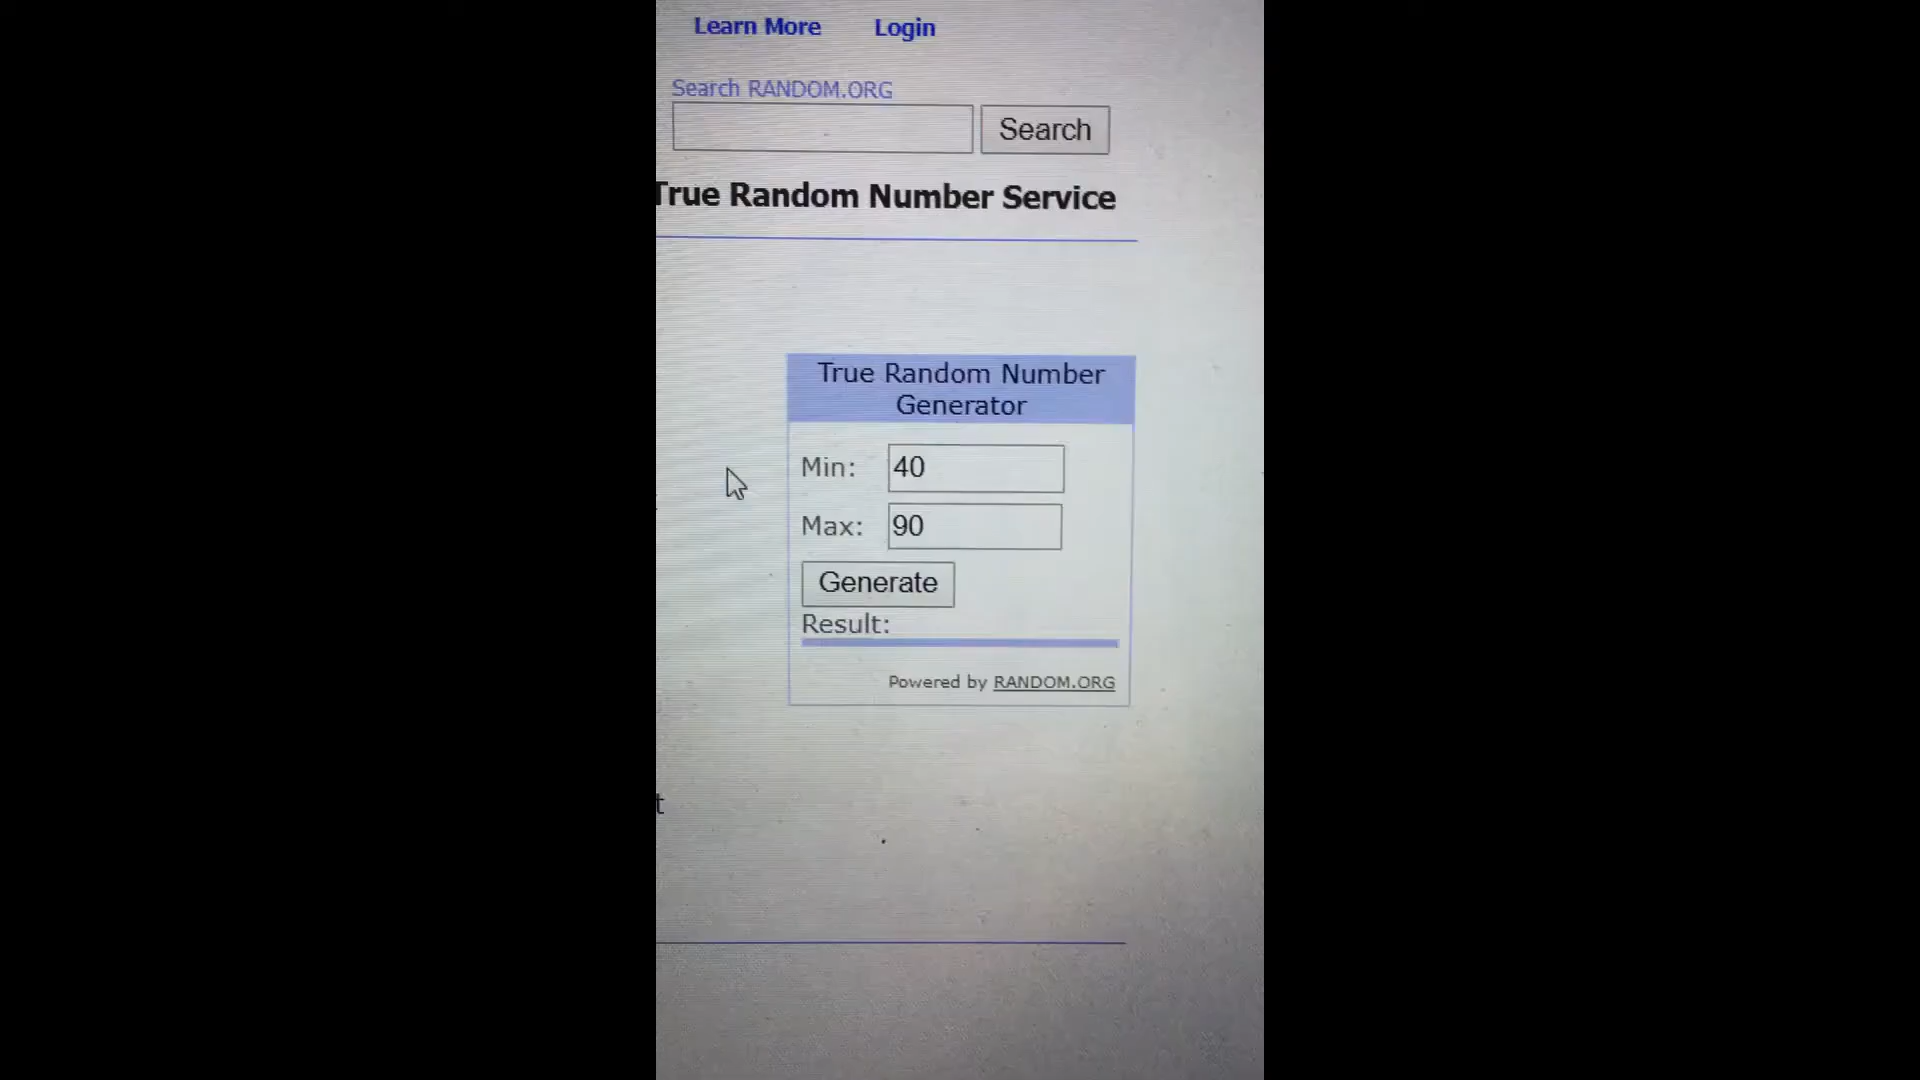 Learn More Login
Search RANDOM.ORG
Search
True Random Number Service
True Random Number
Generator
Min: 40
Max: 90
Generate
Result:
Powered by RANDOM.ORG
t